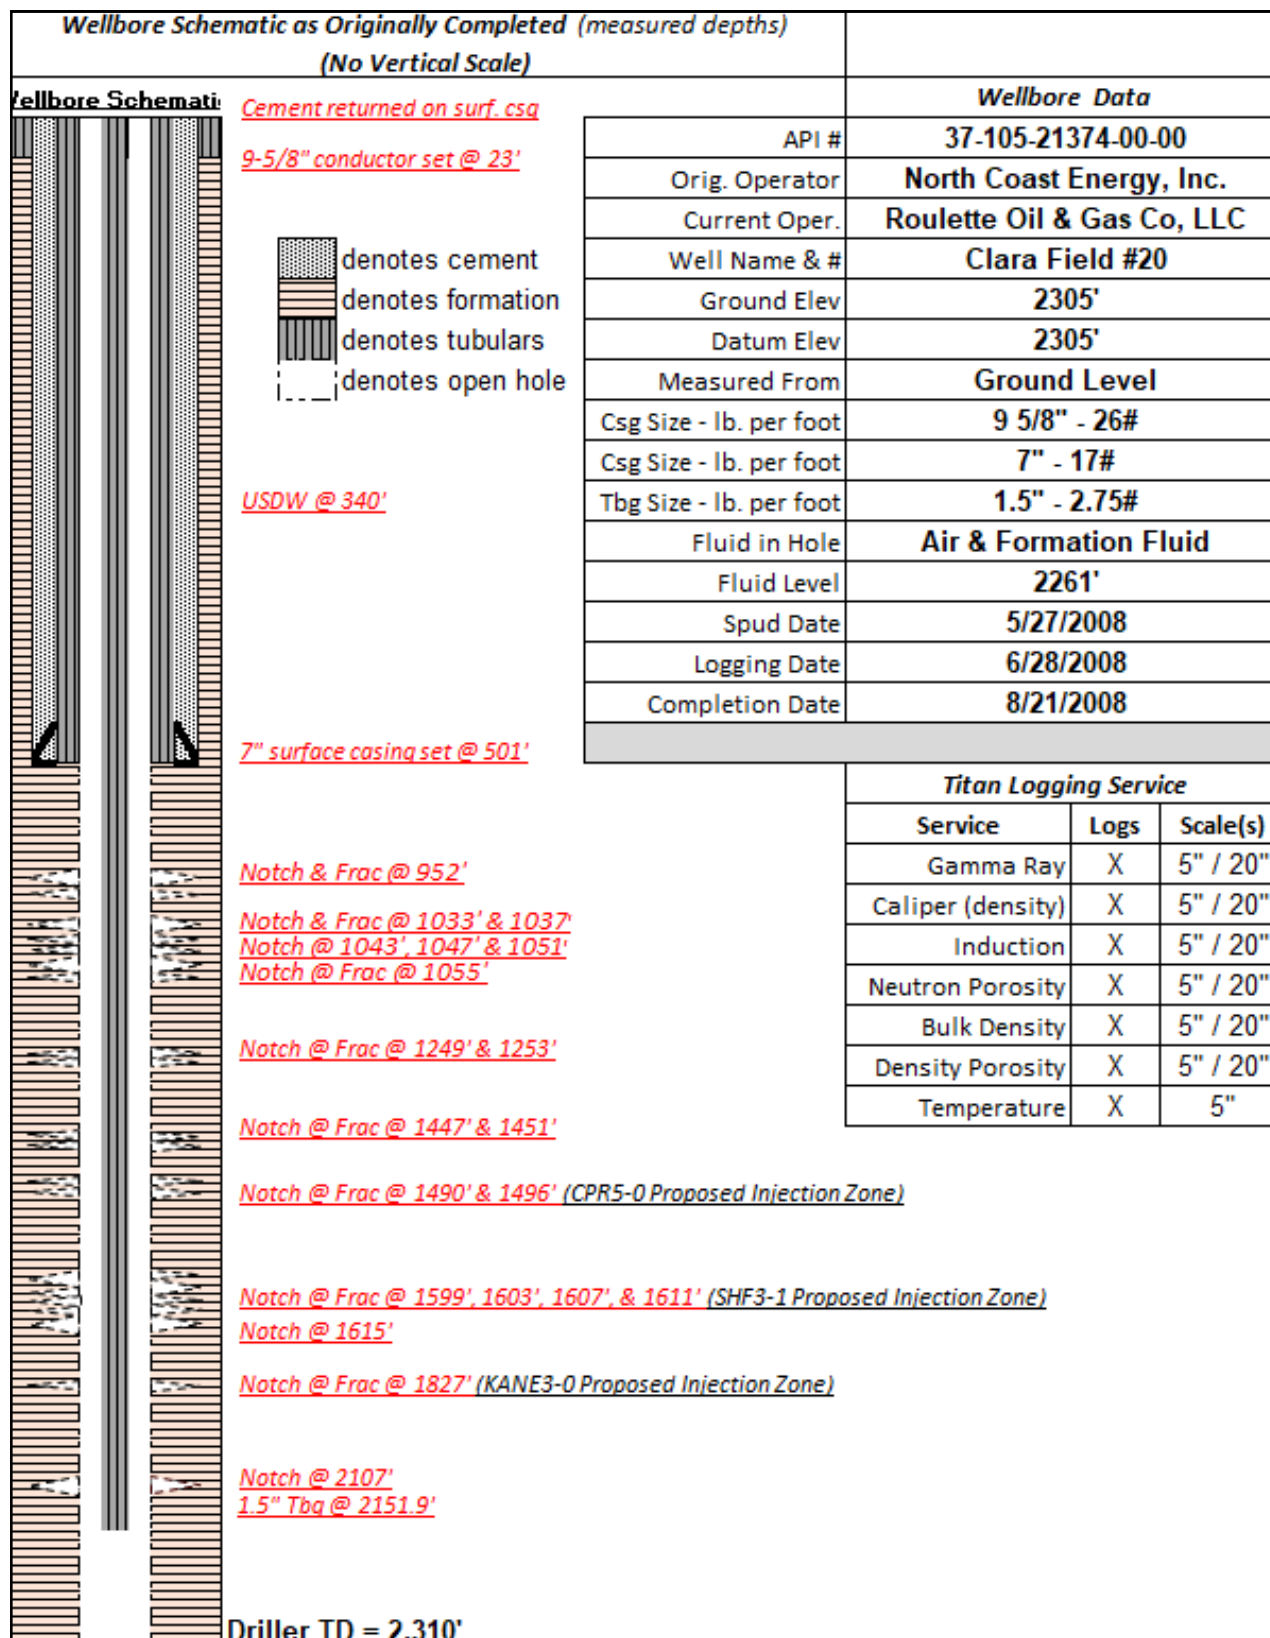 Wellbore Schematic as Originally Completed (measured depths)
(No Vertical Scale)
ellbore Schemati
Cement returned on surf. csg
9-5/8" conductor set @ 23'
denotes cement
denotes formation
denotes tubulars
denotes open hole
USDW @ 340'
7" surface casing set @ 501'
Notch & Frac @ 952'
Notch & Frac @ 1033' & 1037'
Notch @ 1043', 1047' & 1051'
Notch @ Frac @ 1055'
Notch @ Frac @ 1249' & 1253'
Notch @ Frac @ 1447' & 1451'
Notch @ Frac @ 1490' & 1496' (CPR5-0 Proposed Injection Zone)
Notch @ Frac @ 1599', 1603', 1607', & 1611' (SHF3-1 Proposed Injection Zone)
Notch @ 1615'
Notch @ Frac @ 1827' (KANE3-0 Proposed Injection Zone)
Notch @ 2107'
1.5" Tbg @ 2151.9'
Driller TD = 2,310'
Wellbore Data
API # 37-105-21374-00-00
Orig. Operator North Coast Energy, Inc.
Current Oper. Roulette Oil & Gas Co, LLC
Well Name & # Clara Field #20
Ground Elev 2305'
Datum Elev 2305'
Measured From Ground Level
Csg Size - lb. per foot 9 5/8" - 26#
Csg Size - lb. per foot 7" - 17#
Tbg Size - lb. per foot 1.5" - 2.75#
Fluid in Hole Air & Formation Fluid
Fluid Level 2261'
Spud Date 5/27/2008
Logging Date 6/28/2008
Completion Date 8/21/2008
Titan Logging Service
Service Logs Scale(s)
Gamma Ray X 5" / 20"
Caliper (density) X 5" / 20"
Induction X 5" / 20"
Neutron Porosity X 5" / 20"
Bulk Density X 5" / 20"
Density Porosity X 5" / 20"
Temperature X 5"